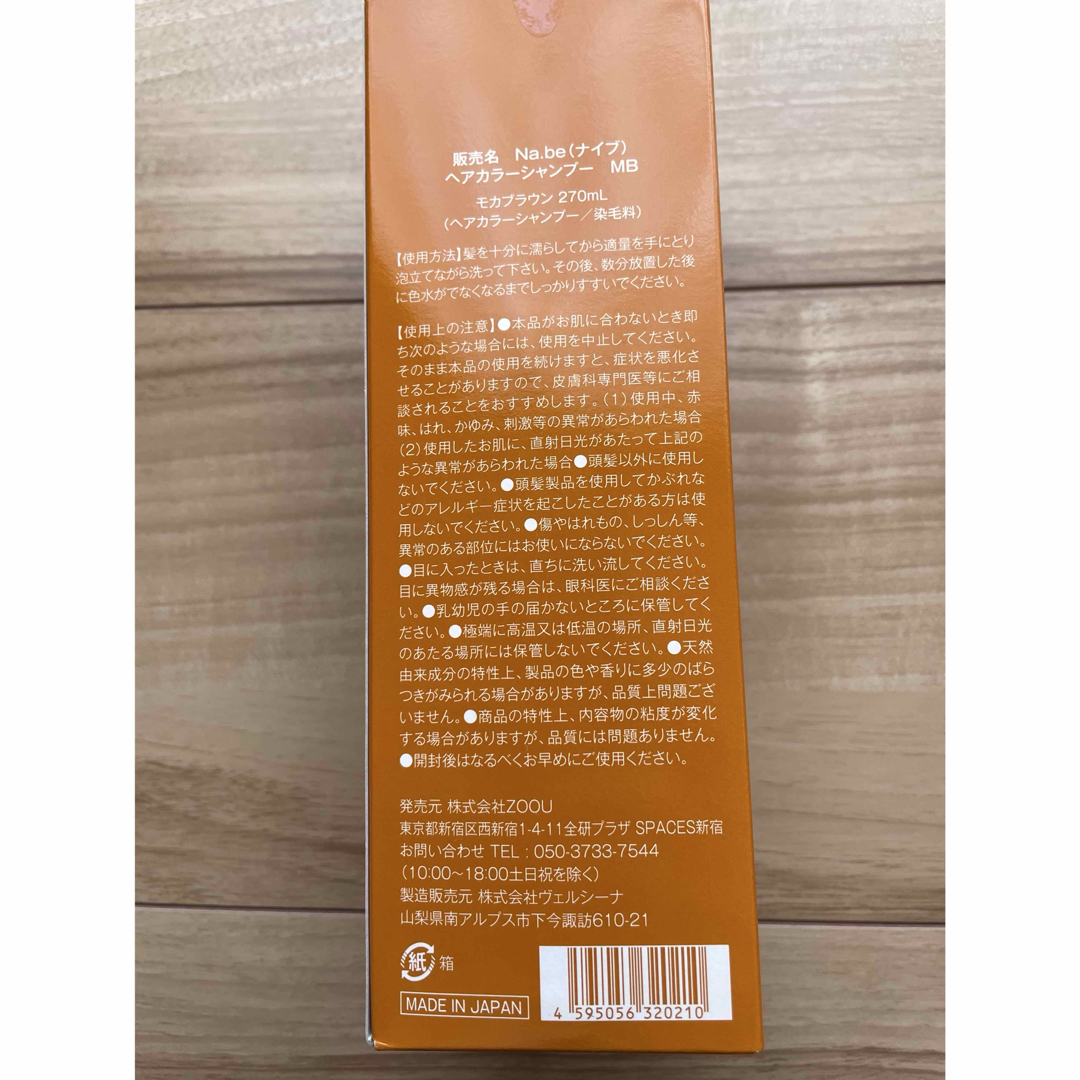 販売名 Na.be(ナイブ)
ヘアカラーシャンプー MB
モカブラウン 270mL
(ヘアカラーシャンプー/染毛料)
【使用方法】髪を十分に濡らしてから適量を手にとり
泡立てながら洗って下さい。その後、数分放置した後
に色水がでなくなるまでしっかりすすいでください。
【使用上の注意】●本品がお肌に合わないとき即
ち次のような場合には、使用を中止してください。
そのまま本品の使用を続けますと、症状を悪化さ
せることがありますので、皮膚科専門医等にご相
談されることをおすすめします。(1)使用中、赤
味、はれ、かゆみ、刺激等の異常があらわれた場合
(2)使用したお肌に、直射日光があたって上記の
ような異常があらわれた場合●頭髪以外に使用し
ないでください。●頭髪製品を使用してかぶれな
どのアレルギー症状を起こしたことがある方は使
用しないでください。●傷やはれもの、しっしん等、
異常のある部位にはお使いにならないでください。
●目に入ったときは、直ちに洗い流してください。
目に異物感が残る場合は、眼科医にご相談くださ
い。●乳幼児の手の届かないところに保管してく
ださい。●極端に高温又は低温の場所、直射日光
のあたる場所には保管しないでください。●天然
由来成分の特性上、製品の色や香りに多少のばら
つきがみられる場合がありますが、品質上問題ござ
いません。●商品の特性上、内容物の粘度が変化
する場合がありますが、品質には問題ありません。
●開封後はなるべくお早めにご使用ください。
発売元 株式会社ZOOU
東京都新宿区西新宿1-4-11全研プラザ SPACES新宿
お問い合わせ TEL : 050-3733-7544
(10:00~18:00土日祝を除く)
製造販売元 株式会社ヴェルシーナ
山梨県南アルプス市下今諏訪610-21
紙 箱
MADE IN JAPAN
4 595056 320210